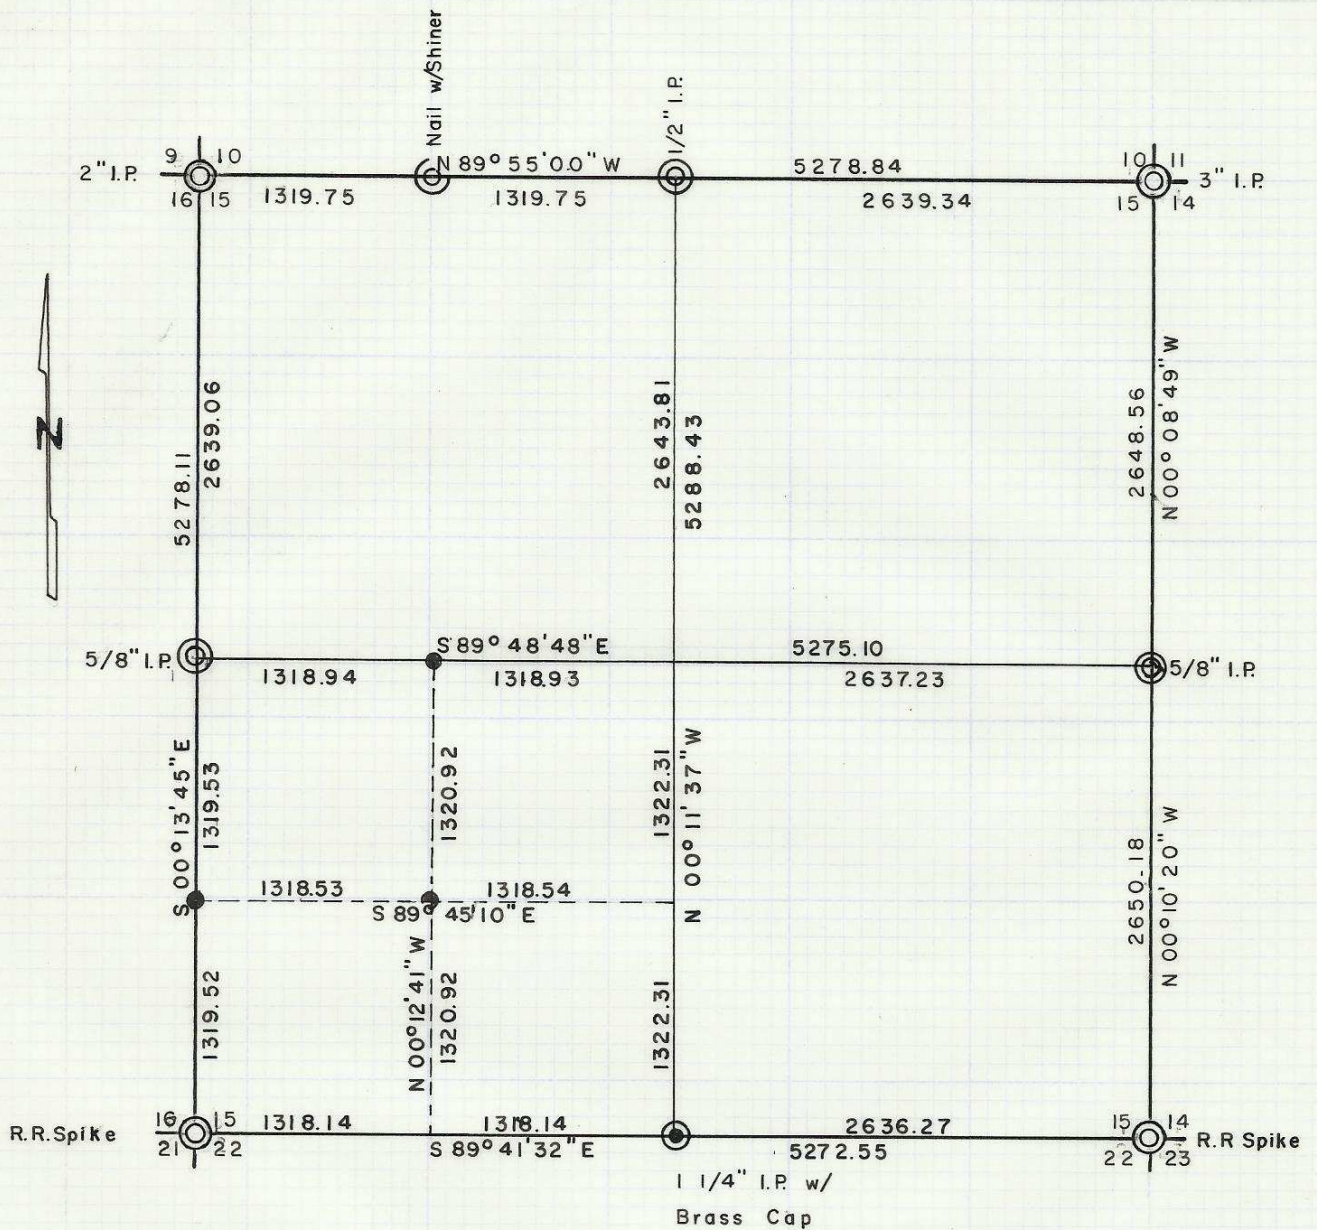 Nail w/Shiner
1/2" I.P.
9 10
16 15
2" I.P.
N 89° 55' 00" W
5278.84
1319.75
1319.75
2639.34
10 11
15 14
3" I.P.
N
5278.11
2639.06
2643.81
5288.43
2648.56
N 00° 08' 49" W
5/8" I.P.
S 89° 48' 48" E
5275.10
1318.94
1318.93
2637.23
5/8" I.P.
S 00° 13' 45" E
1319.53
1320.92
1322.31
N 00° 11' 37" W
2650.18
N 00° 10' 20" W
1318.53
1318.54
S 89° 45' 10" E
1319.52
N 00° 12' 41" W
1320.92
1322.31
R.R. Spike
16 15
21 22
1318.14
1318.14
S 89° 41' 32" E
2636.27
5272.55
15 14
22 23
R.R Spike
1 1/4" I.P. w/
Brass Cap